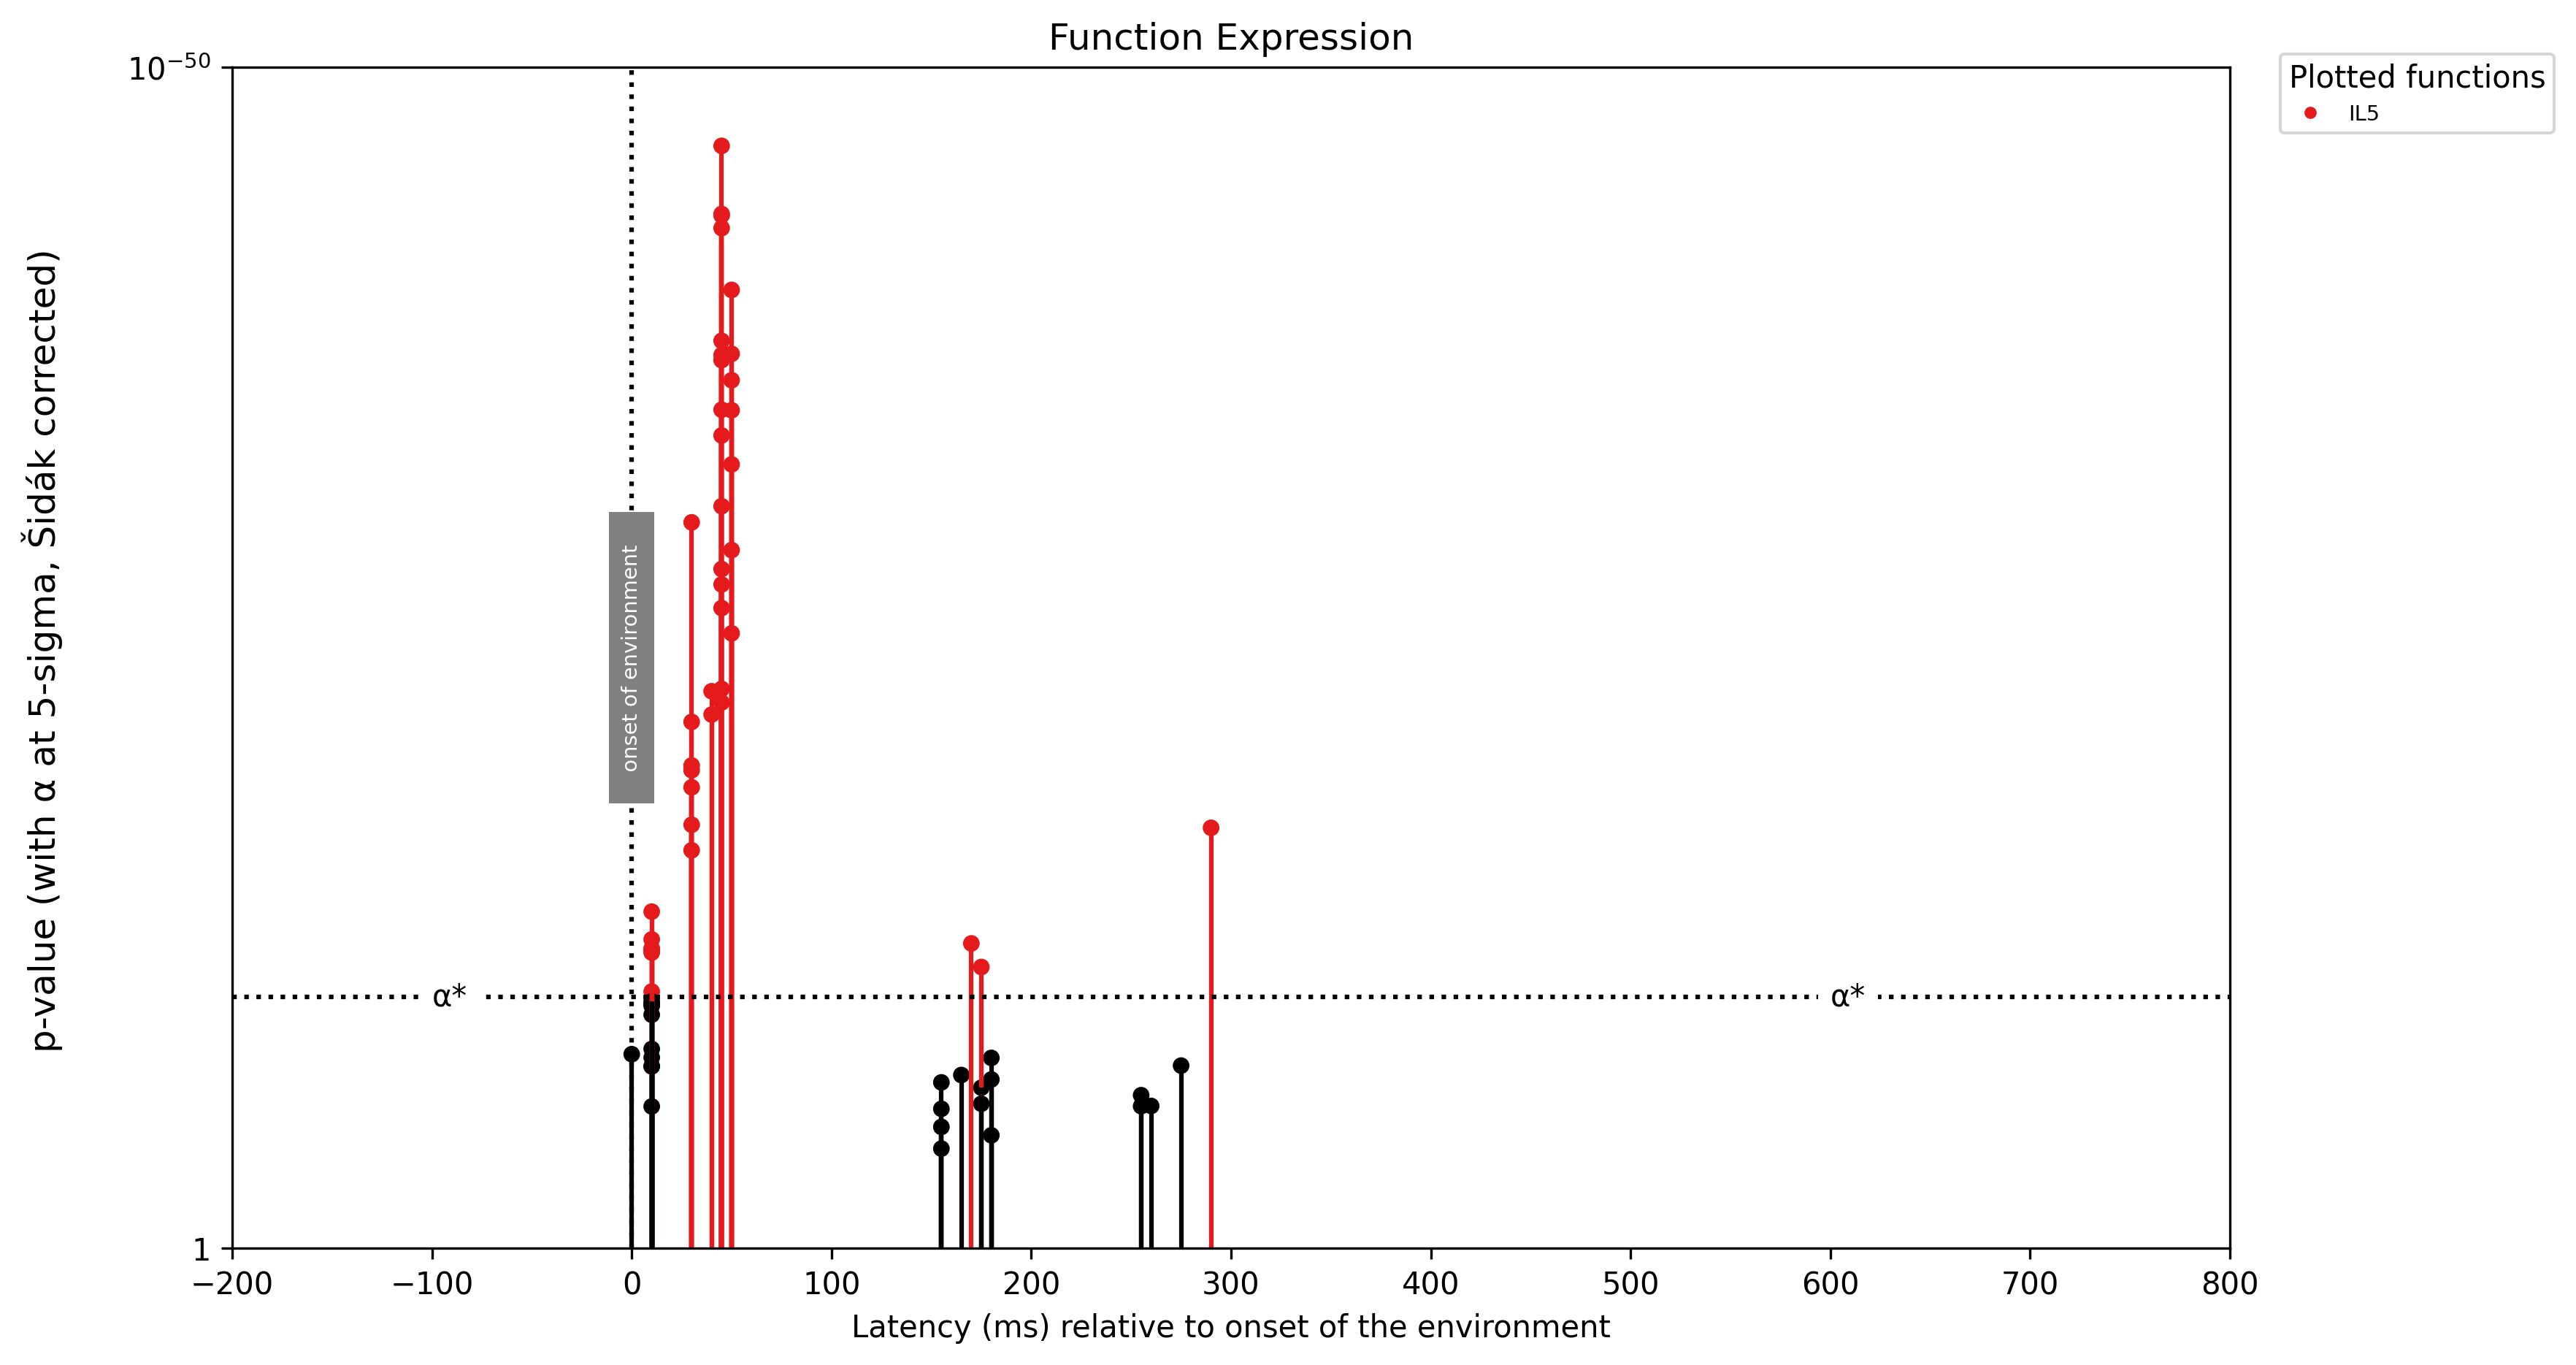 Function Expression
10⁻⁵⁰
Plotted functions
IL5
p-value (with α at 5-sigma, Šidák corrected)
onset of environment
α*
α*
1
−200
−100
0
100
200
300
400
500
600
700
800
Latency (ms) relative to onset of the environment